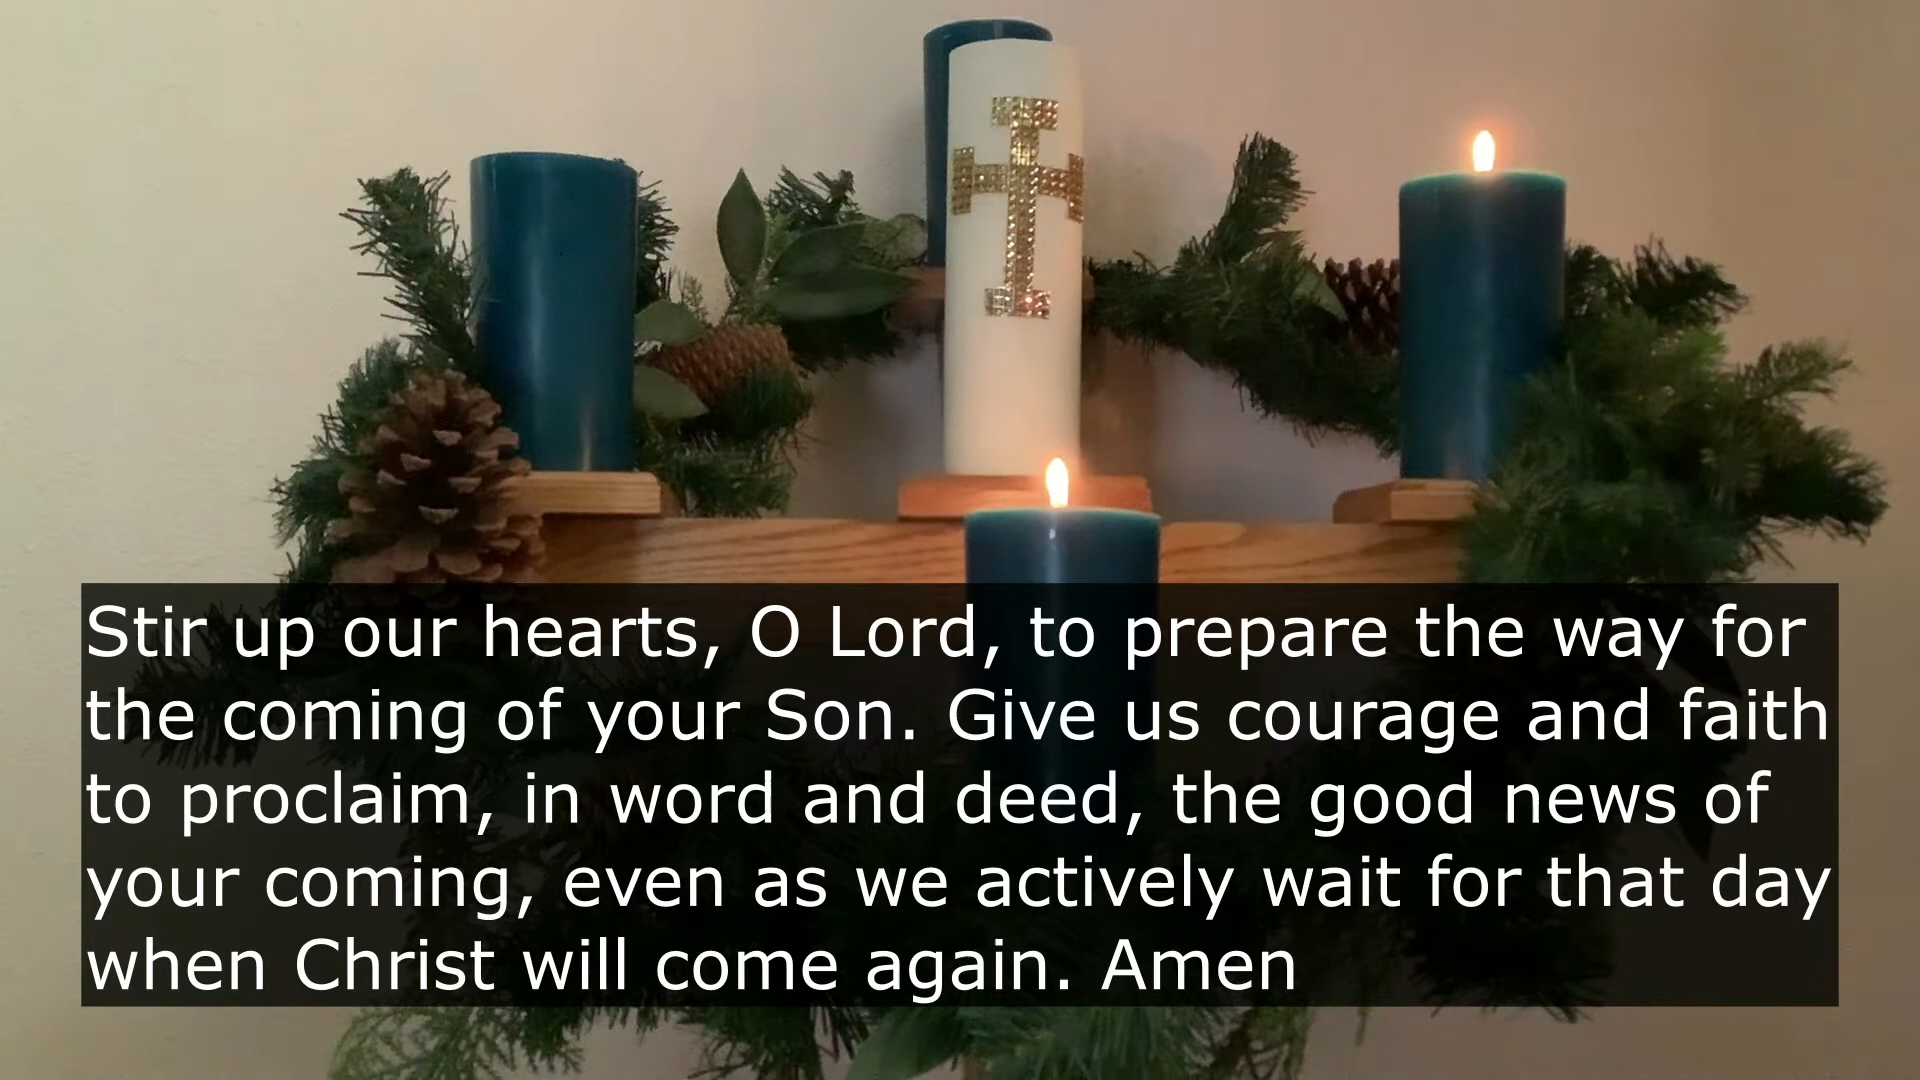 Stir up our hearts, O Lord, to prepare the way for
the coming of your Son. Give us courage and faith
to proclaim, in word and deed, the good news of
your coming, even as we actively wait for that day
when Christ will come again. Amen